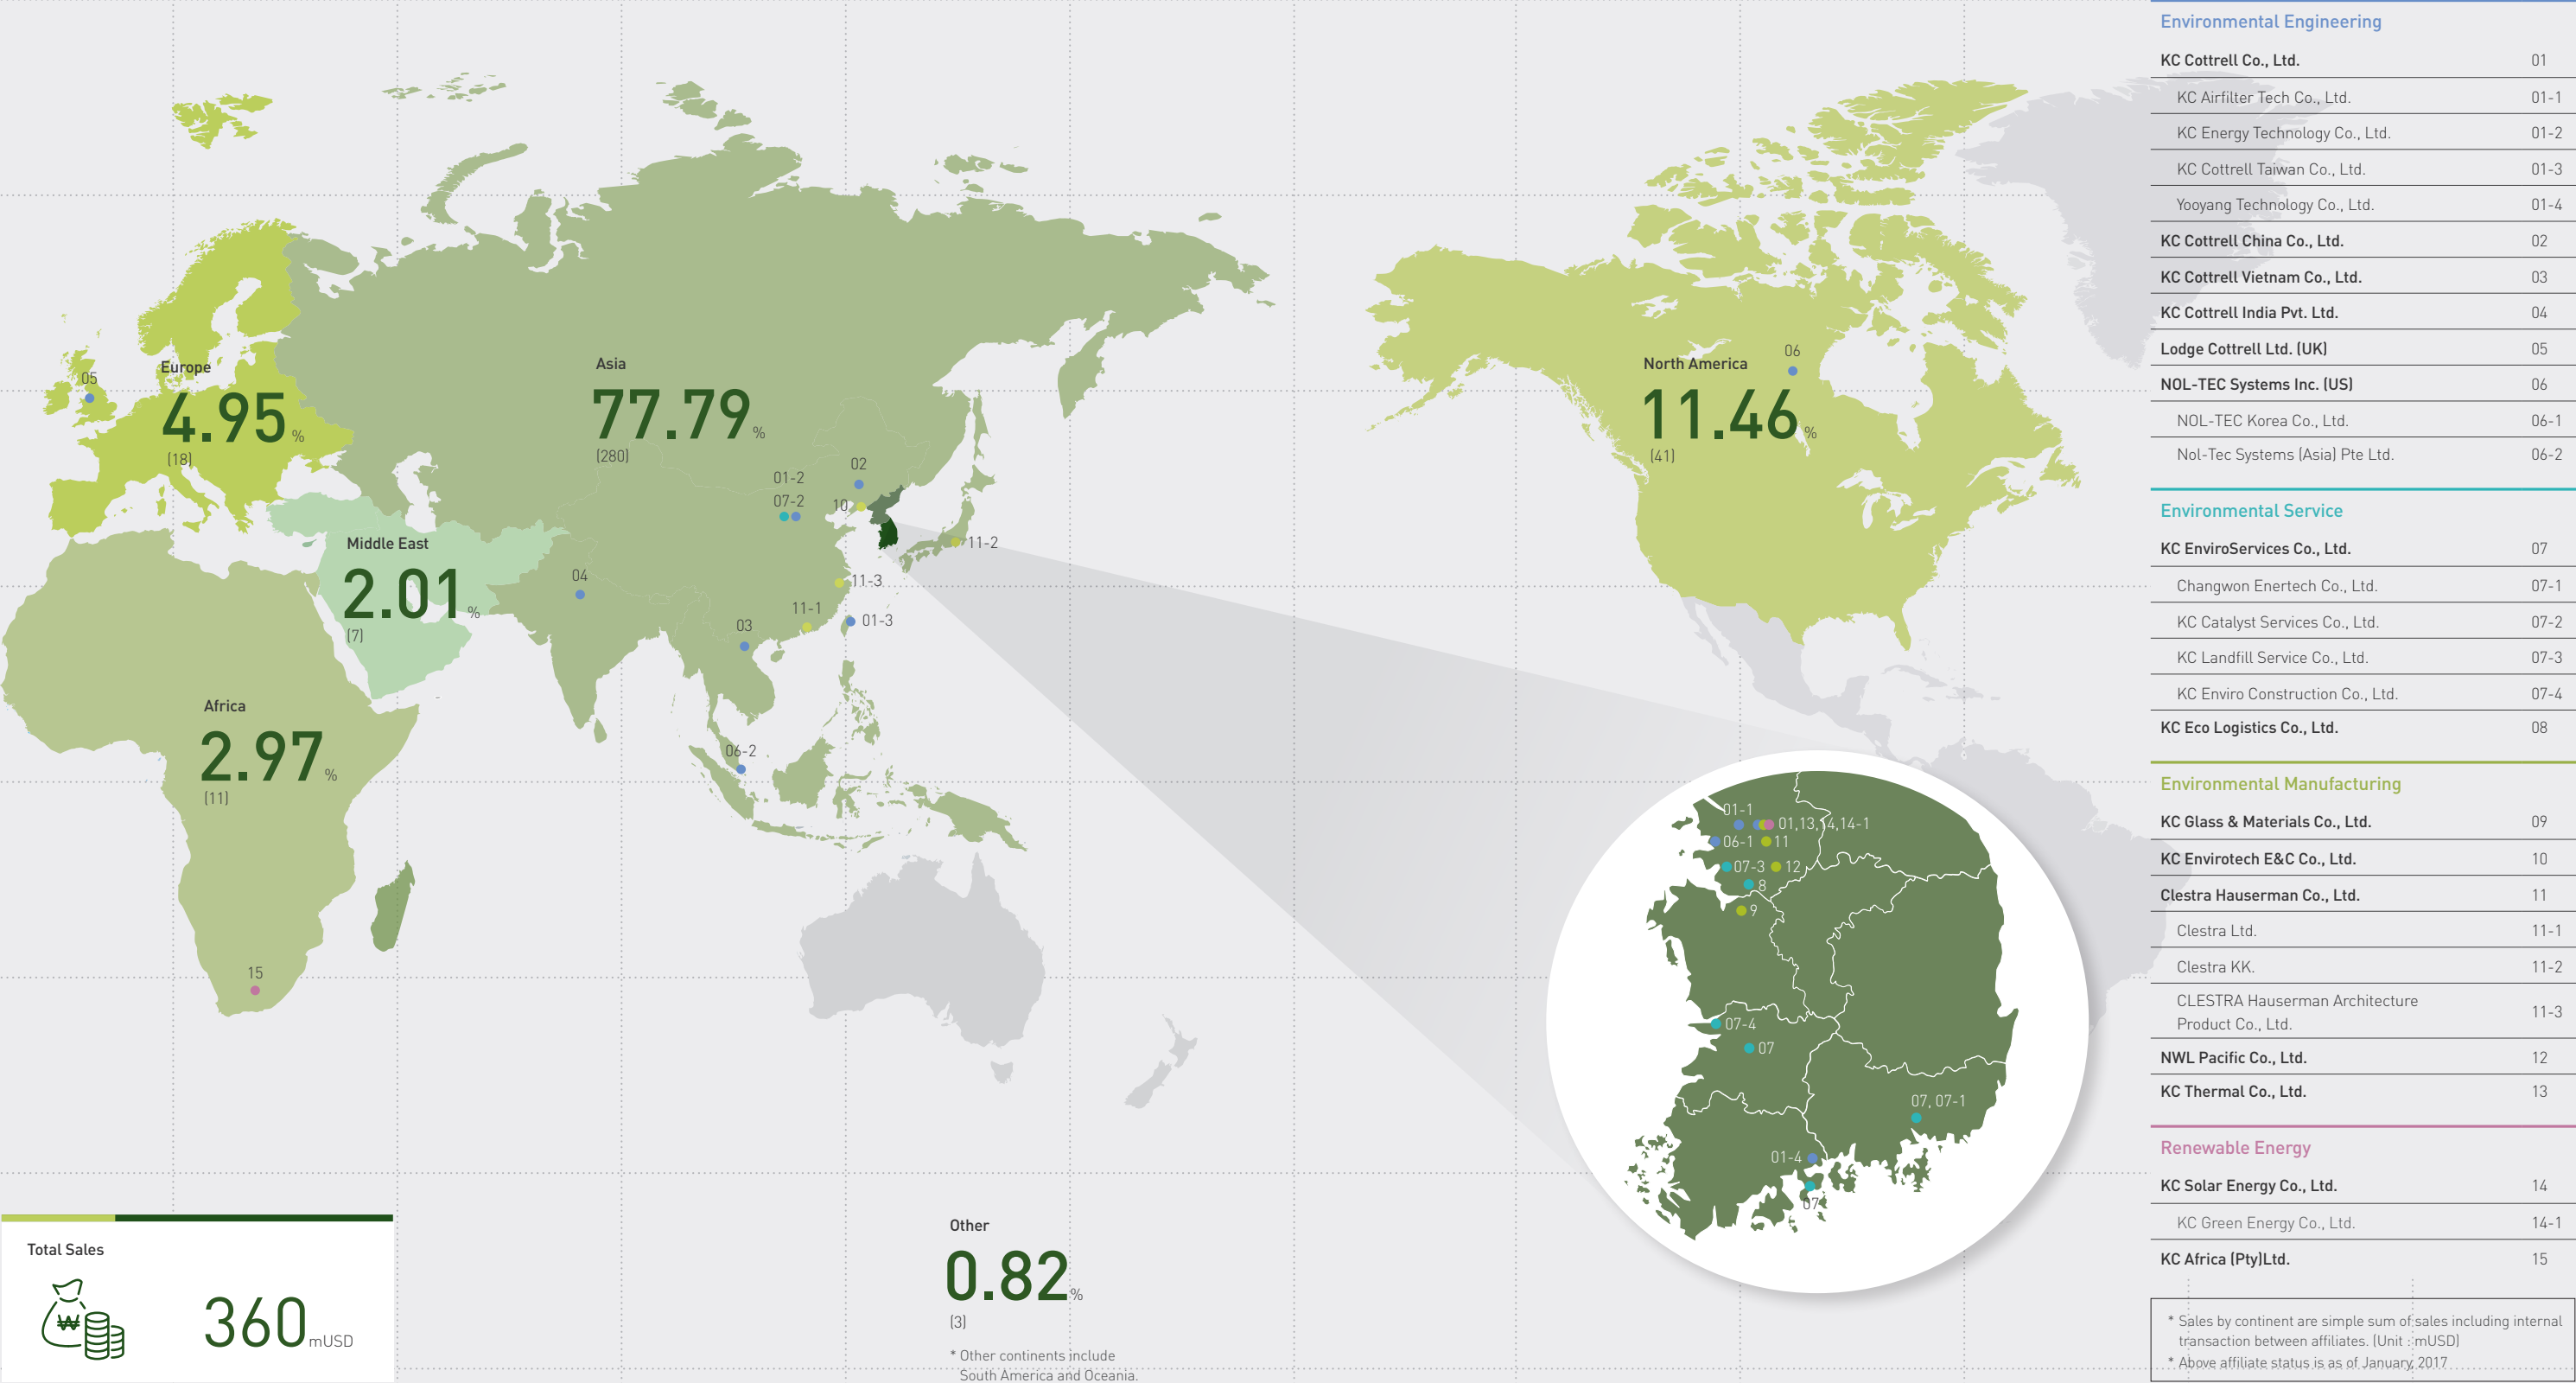 Europe
05
4.95 %
(18)
Asia
77.79 %
(280)
01-2
07-2
02
10
11-2
11-3
11-1
01-3
04
03
06-2
Middle East
2.01 %
(7)
Africa
2.97 %
(11)
15
North America
06
11.46 %
(41)
01-1
01,13,14,14-1
06-1
11
07-3
12
8
9
07-4
07
07, 07-1
01-4
07
Other
0.82 %
(3)
* Other continents include
South America and Oceania.
Total Sales
₩
360 mUSD
Environmental Engineering
KC Cottrell Co., Ltd. 01
KC Airfilter Tech Co., Ltd. 01-1
KC Energy Technology Co., Ltd. 01-2
KC Cottrell Taiwan Co., Ltd. 01-3
Yooyang Technology Co., Ltd. 01-4
KC Cottrell China Co., Ltd. 02
KC Cottrell Vietnam Co., Ltd. 03
KC Cottrell India Pvt. Ltd. 04
Lodge Cottrell Ltd. (UK) 05
NOL-TEC Systems Inc. (US) 06
NOL-TEC Korea Co., Ltd. 06-1
Nol-Tec Systems (Asia) Pte Ltd. 06-2
Environmental Service
KC EnviroServices Co., Ltd. 07
Changwon Enertech Co., Ltd. 07-1
KC Catalyst Services Co., Ltd. 07-2
KC Landfill Service Co., Ltd. 07-3
KC Enviro Construction Co., Ltd. 07-4
KC Eco Logistics Co., Ltd. 08
Environmental Manufacturing
KC Glass & Materials Co., Ltd. 09
KC Envirotech E&C Co., Ltd. 10
Clestra Hauserman Co., Ltd. 11
Clestra Ltd. 11-1
Clestra KK. 11-2
CLESTRA Hauserman Architecture
Product Co., Ltd. 11-3
NWL Pacific Co., Ltd. 12
KC Thermal Co., Ltd. 13
Renewable Energy
KC Solar Energy Co., Ltd. 14
KC Green Energy Co., Ltd. 14-1
KC Africa (Pty)Ltd. 15
* Sales by continent are simple sum of sales including internal
transaction between affiliates. (Unit : mUSD)
* Above affiliate status is as of January, 2017